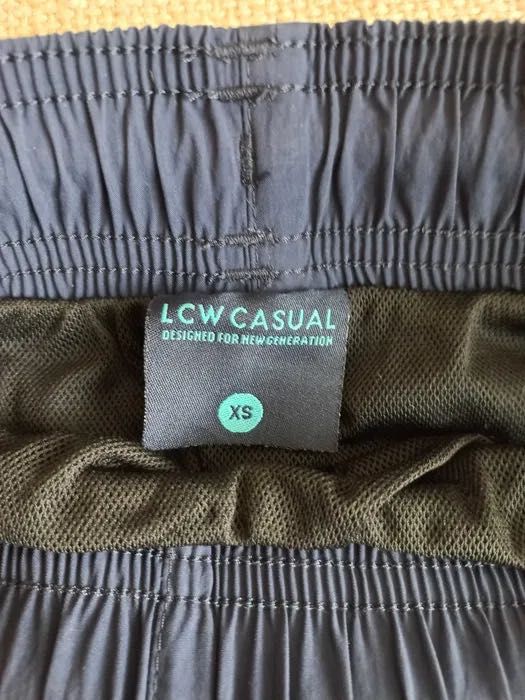 LCW CASUAL
DESIGNED FOR NEW GENERATION
XS